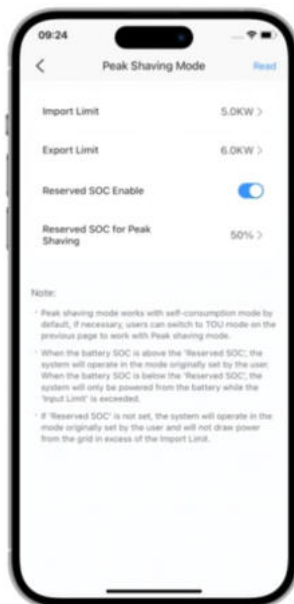 09:24
Peak Shaving Mode
Read
Import Limit
5.0KW >
Export Limit
6.0KW >
Reserved SOC Enable
Reserved SOC for Peak
Shaving
50% >
Note:
* Peak shaving mode works with self-consumption mode by
default, if necessary, users can switch to TOU mode on the
previous page to work with Peak shaving mode.
* When the battery SOC is above the 'Reserved SOC', the
system will operate in the mode originally set by the user.
When the battery SOC is below the 'Reserved SOC', the
system will only be powered from the battery while the
'Input Limit' is exceeded.
* If 'Reserved SOC' is not set, the system will operate in the
mode originally set by the user and will not draw power
from the grid in excess of the Import Limit.